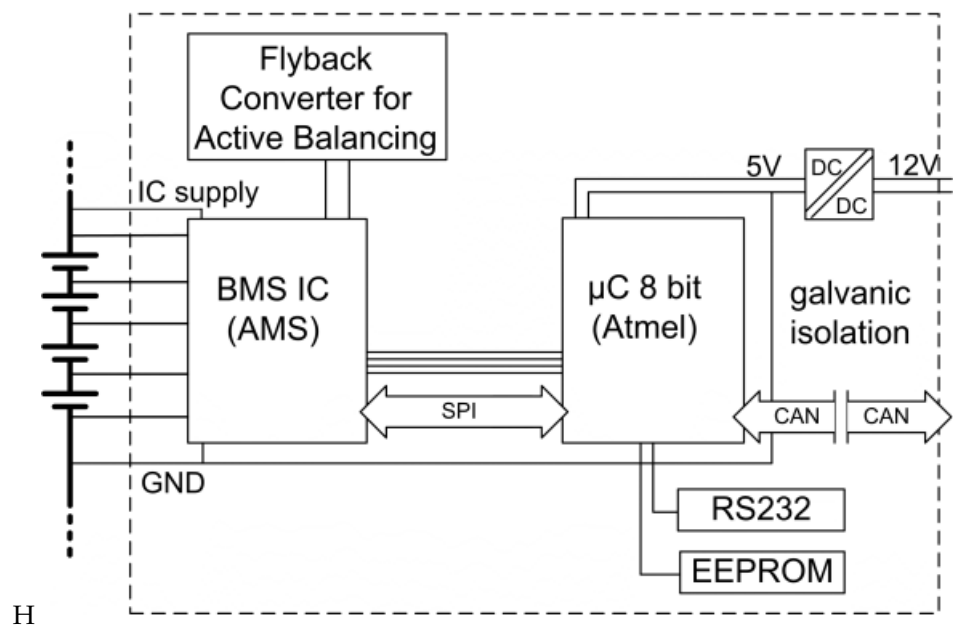 Flyback
Converter for
Active Balancing
IC supply
5V
DC
DC
12V
BMS IC
(AMS)
µC 8 bit
(Atmel)
galvanic
isolation
SPI
CAN
CAN
GND
RS232
EEPROM
H